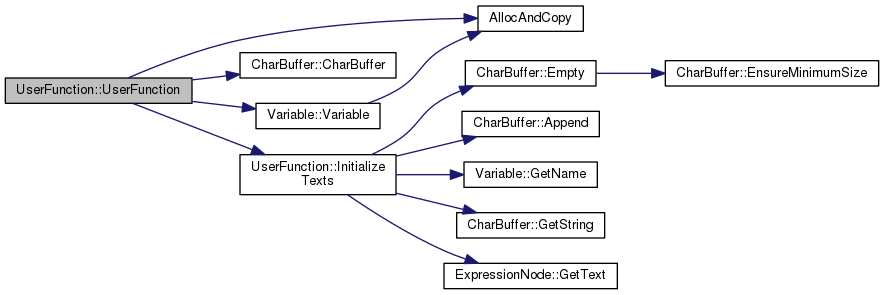 UserFunction::UserFunction
AllocAndCopy
CharBuffer::CharBuffer
Variable::Variable
UserFunction::Initialize
Texts
CharBuffer::Empty
CharBuffer::EnsureMinimumSize
CharBuffer::Append
Variable::GetName
CharBuffer::GetString
ExpressionNode::GetText